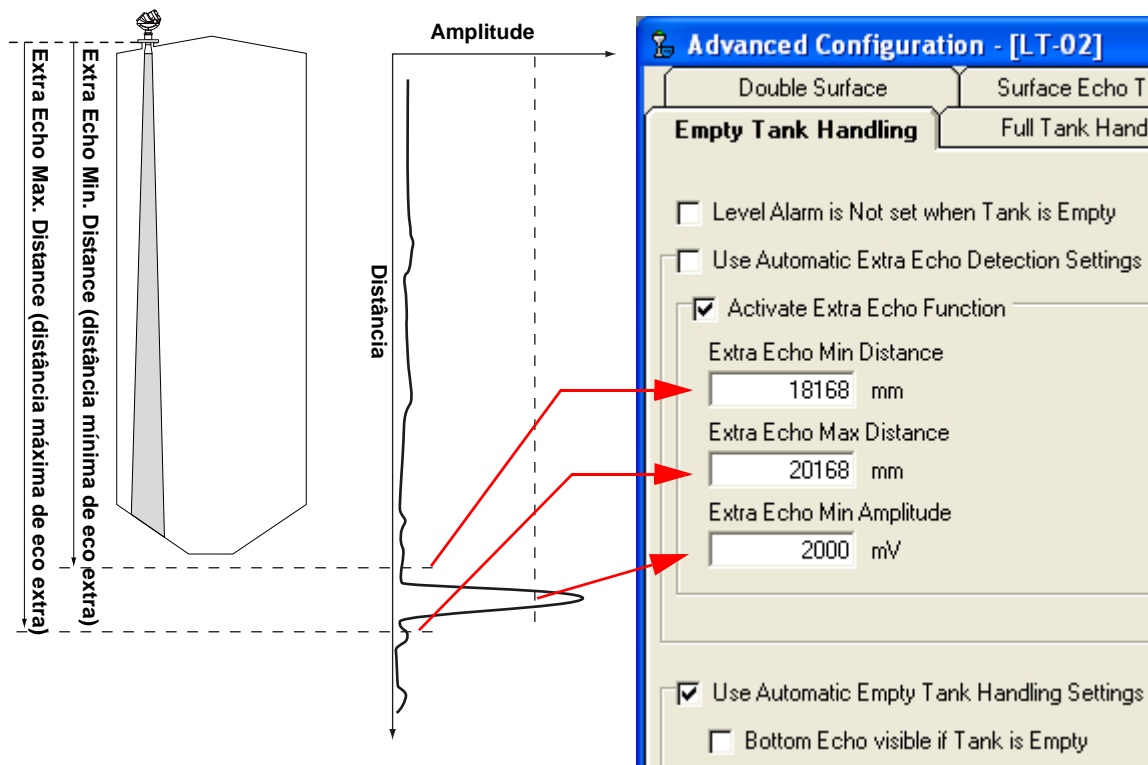 Extra Echo Max. Distance (distância máxima de eco extra)
Extra Echo Min. Distance (distância mínima de eco extra)
Amplitude
Distância
Advanced Configuration - [LT-02]
Double Surface
Surface Echo T
Empty Tank Handling
Full Tank Hand
Level Alarm is Not set when Tank is Empty
Use Automatic Extra Echo Detection Settings
Activate Extra Echo Function
Extra Echo Min Distance
18168 mm
Extra Echo Max Distance
20168 mm
Extra Echo Min Amplitude
2000 mV
Use Automatic Empty Tank Handling Settings
Bottom Echo visible if Tank is Empty